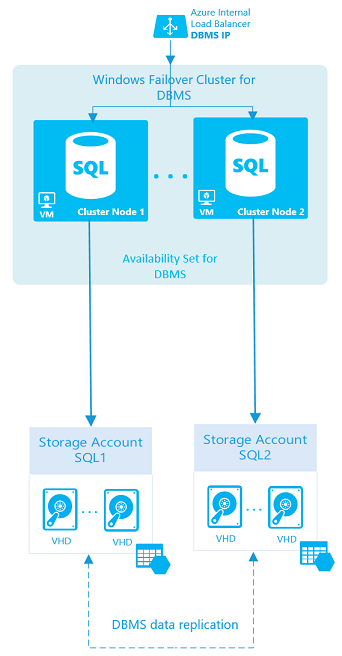 Azure Internal
Load Balancer
DBMS IP
Windows Failover Cluster for
DBMS
SQL
VM
Cluster Node 1
SQL
VM
Cluster Node 2
Availability Set for
DBMS
Storage Account
SQL1
VHD
VHD
Storage Account
SQL2
VHD
VHD
DBMS data replication